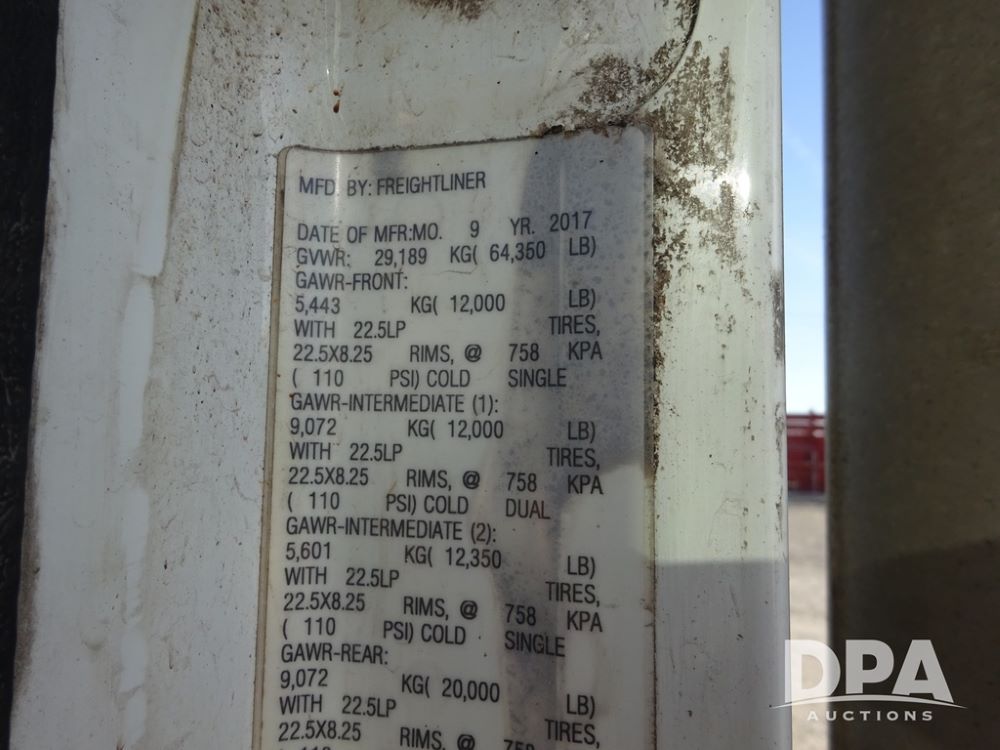 MFD. BY: FREIGHTLINER
DATE OF MFR:MO. 9 YR. 2017
GVWR: 29,189 KG( 64,350 LB)
GAWR-FRONT:
5,443 KG( 12,000 LB)
WITH 22.5LP TIRES,
22.5X8.25 RIMS, @ 758 KPA
( 110 PSI) COLD SINGLE
GAWR-INTERMEDIATE (1):
9,072 KG( 12,000 LB)
WITH 22.5LP TIRES,
22.5X8.25 RIMS, @ 758 KPA
( 110 PSI) COLD DUAL
GAWR-INTERMEDIATE (2):
5,601 KG( 12,350 LB)
WITH 22.5LP TIRES,
22.5X8.25 RIMS, @ 758 KPA
( 110 PSI) COLD SINGLE
GAWR-REAR:
9,072 KG( 20,000 LB)
WITH 22.5LP TIRES,
22.5X8.25 RIMS, @ 758
DPA
AUCTIONS